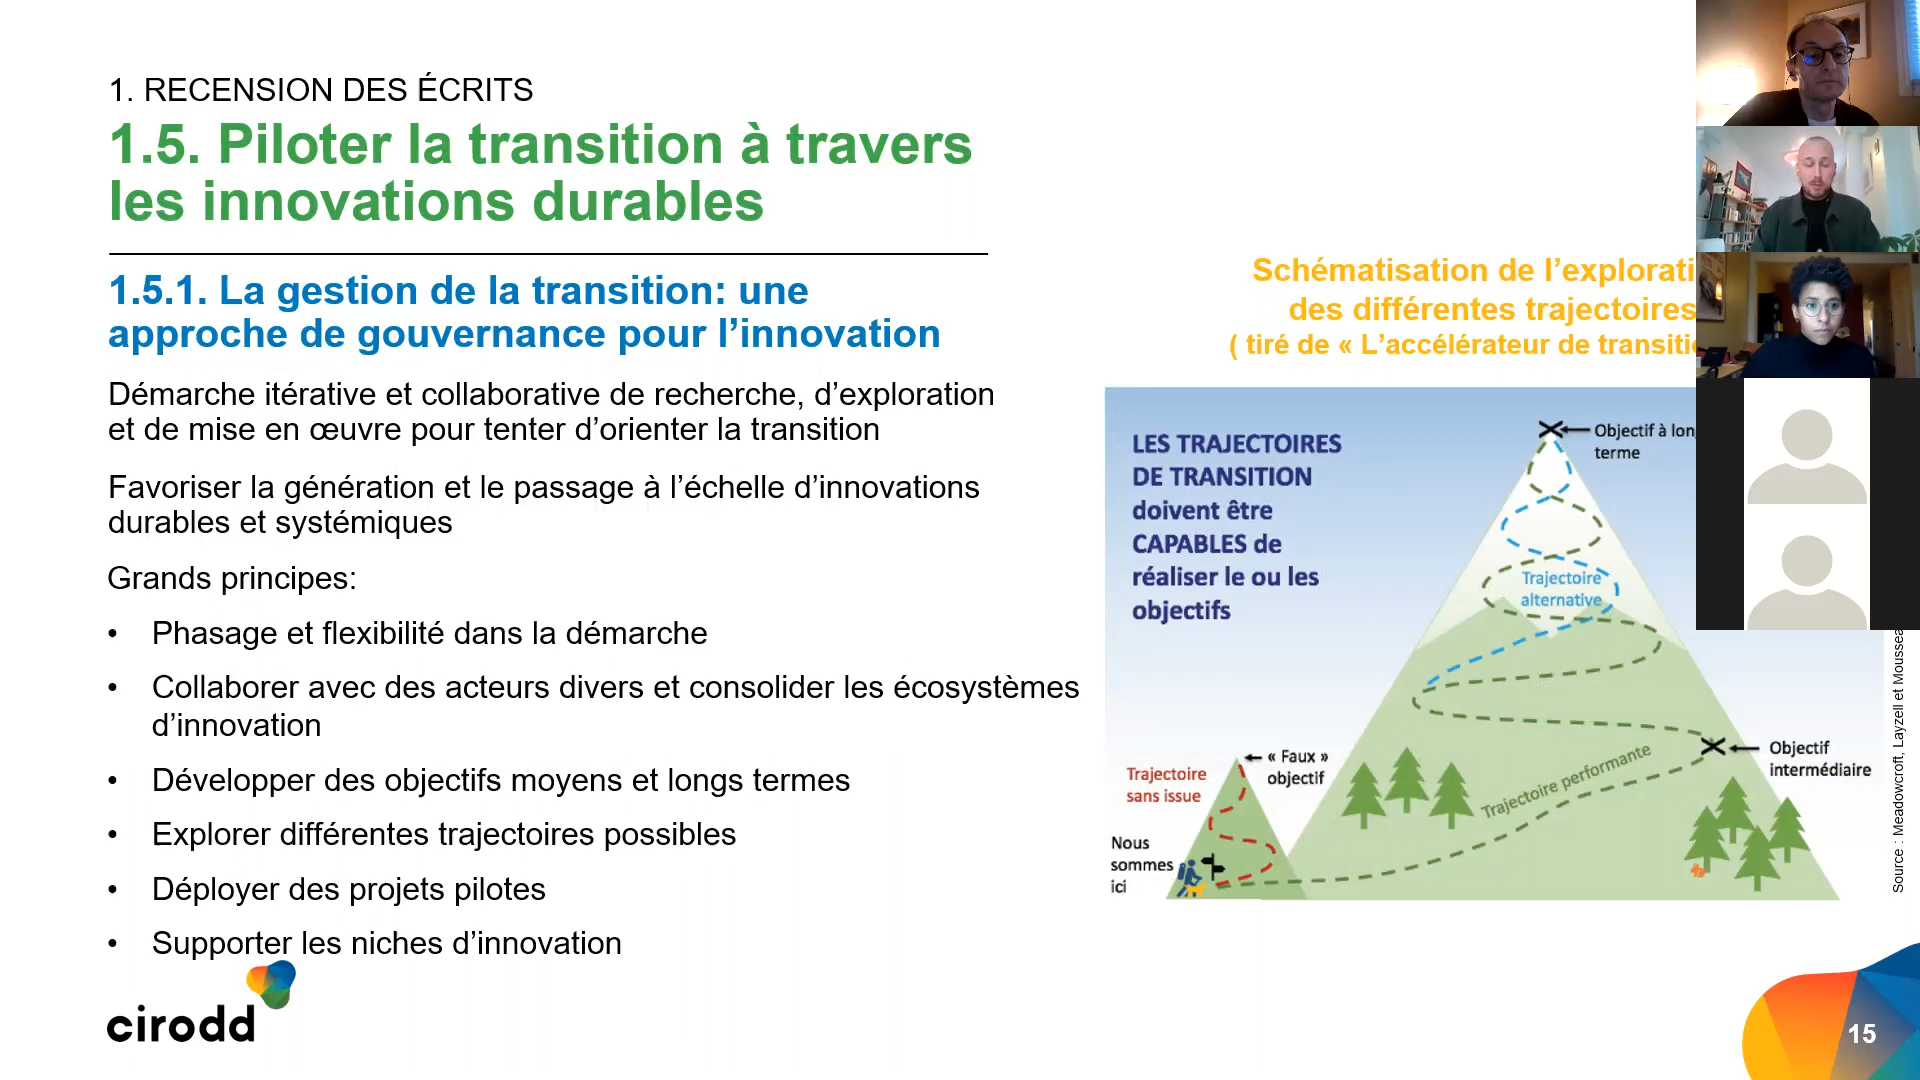 1. RECENSION DES ÉCRITS
1.5. Piloter la transition à travers
les innovations durables
1.5.1. La gestion de la transition: une
approche de gouvernance pour l’innovation
Démarche itérative et collaborative de recherche, d’exploration
et de mise en œuvre pour tenter d’orienter la transition
Favoriser la génération et le passage à l’échelle d’innovations
durables et systémiques
Grands principes:
• Phasage et flexibilité dans la démarche
• Collaborer avec des acteurs divers et consolider les écosystèmes
d’innovation
• Développer des objectifs moyens et longs termes
• Explorer différentes trajectoires possibles
• Déployer des projets pilotes
• Supporter les niches d’innovation
cirodd
Schématisation de l’explorati
des différentes trajectoires
( tiré de « L’accélérateur de transiti
LES TRAJECTOIRES
DE TRANSITION
doivent être
CAPABLES de
réaliser le ou les
objectifs
Objectif à lon
terme
Trajectoire
alternative
« Faux »
objectif
Trajectoire
sans issue
Trajectoire performante
Objectif
intermédiaire
Nous
sommes
ici
Source : Meadowcroft, Layzell et Moussea
15